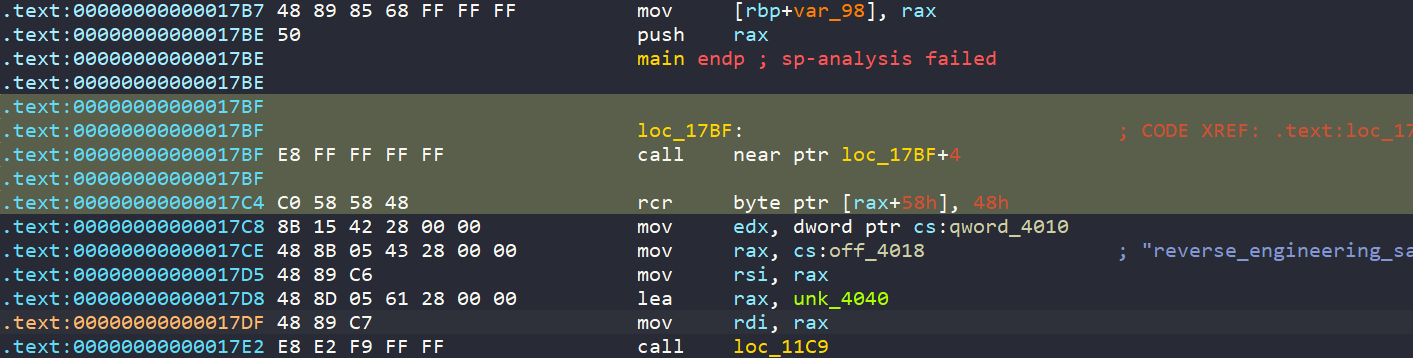 .text:00000000000017B7 48 89 85 68 FF FF FF mov [rbp+var_98], rax
.text:00000000000017BE 50 push rax
.text:00000000000017BE main endp ; sp-analysis failed
.text:00000000000017BE
.text:00000000000017BF
.text:00000000000017BF loc_17BF: ; CODE XREF: .text:loc_17
.text:00000000000017BF E8 FF FF FF FF call near ptr loc_17BF+4
.text:00000000000017BF
.text:00000000000017C4 C0 58 58 48 rcr byte ptr [rax+58h], 48h
.text:00000000000017C8 8B 15 42 28 00 00 mov edx, dword ptr cs:qword_4010
.text:00000000000017CE 48 8B 05 43 28 00 00 mov rax, cs:off_4018 ; "reverse_engineering_sa
.text:00000000000017D5 48 89 C6 mov rsi, rax
.text:00000000000017D8 48 8D 05 61 28 00 00 lea rax, unk_4040
.text:00000000000017DF 48 89 C7 mov rdi, rax
.text:00000000000017E2 E8 E2 F9 FF FF call loc_11C9